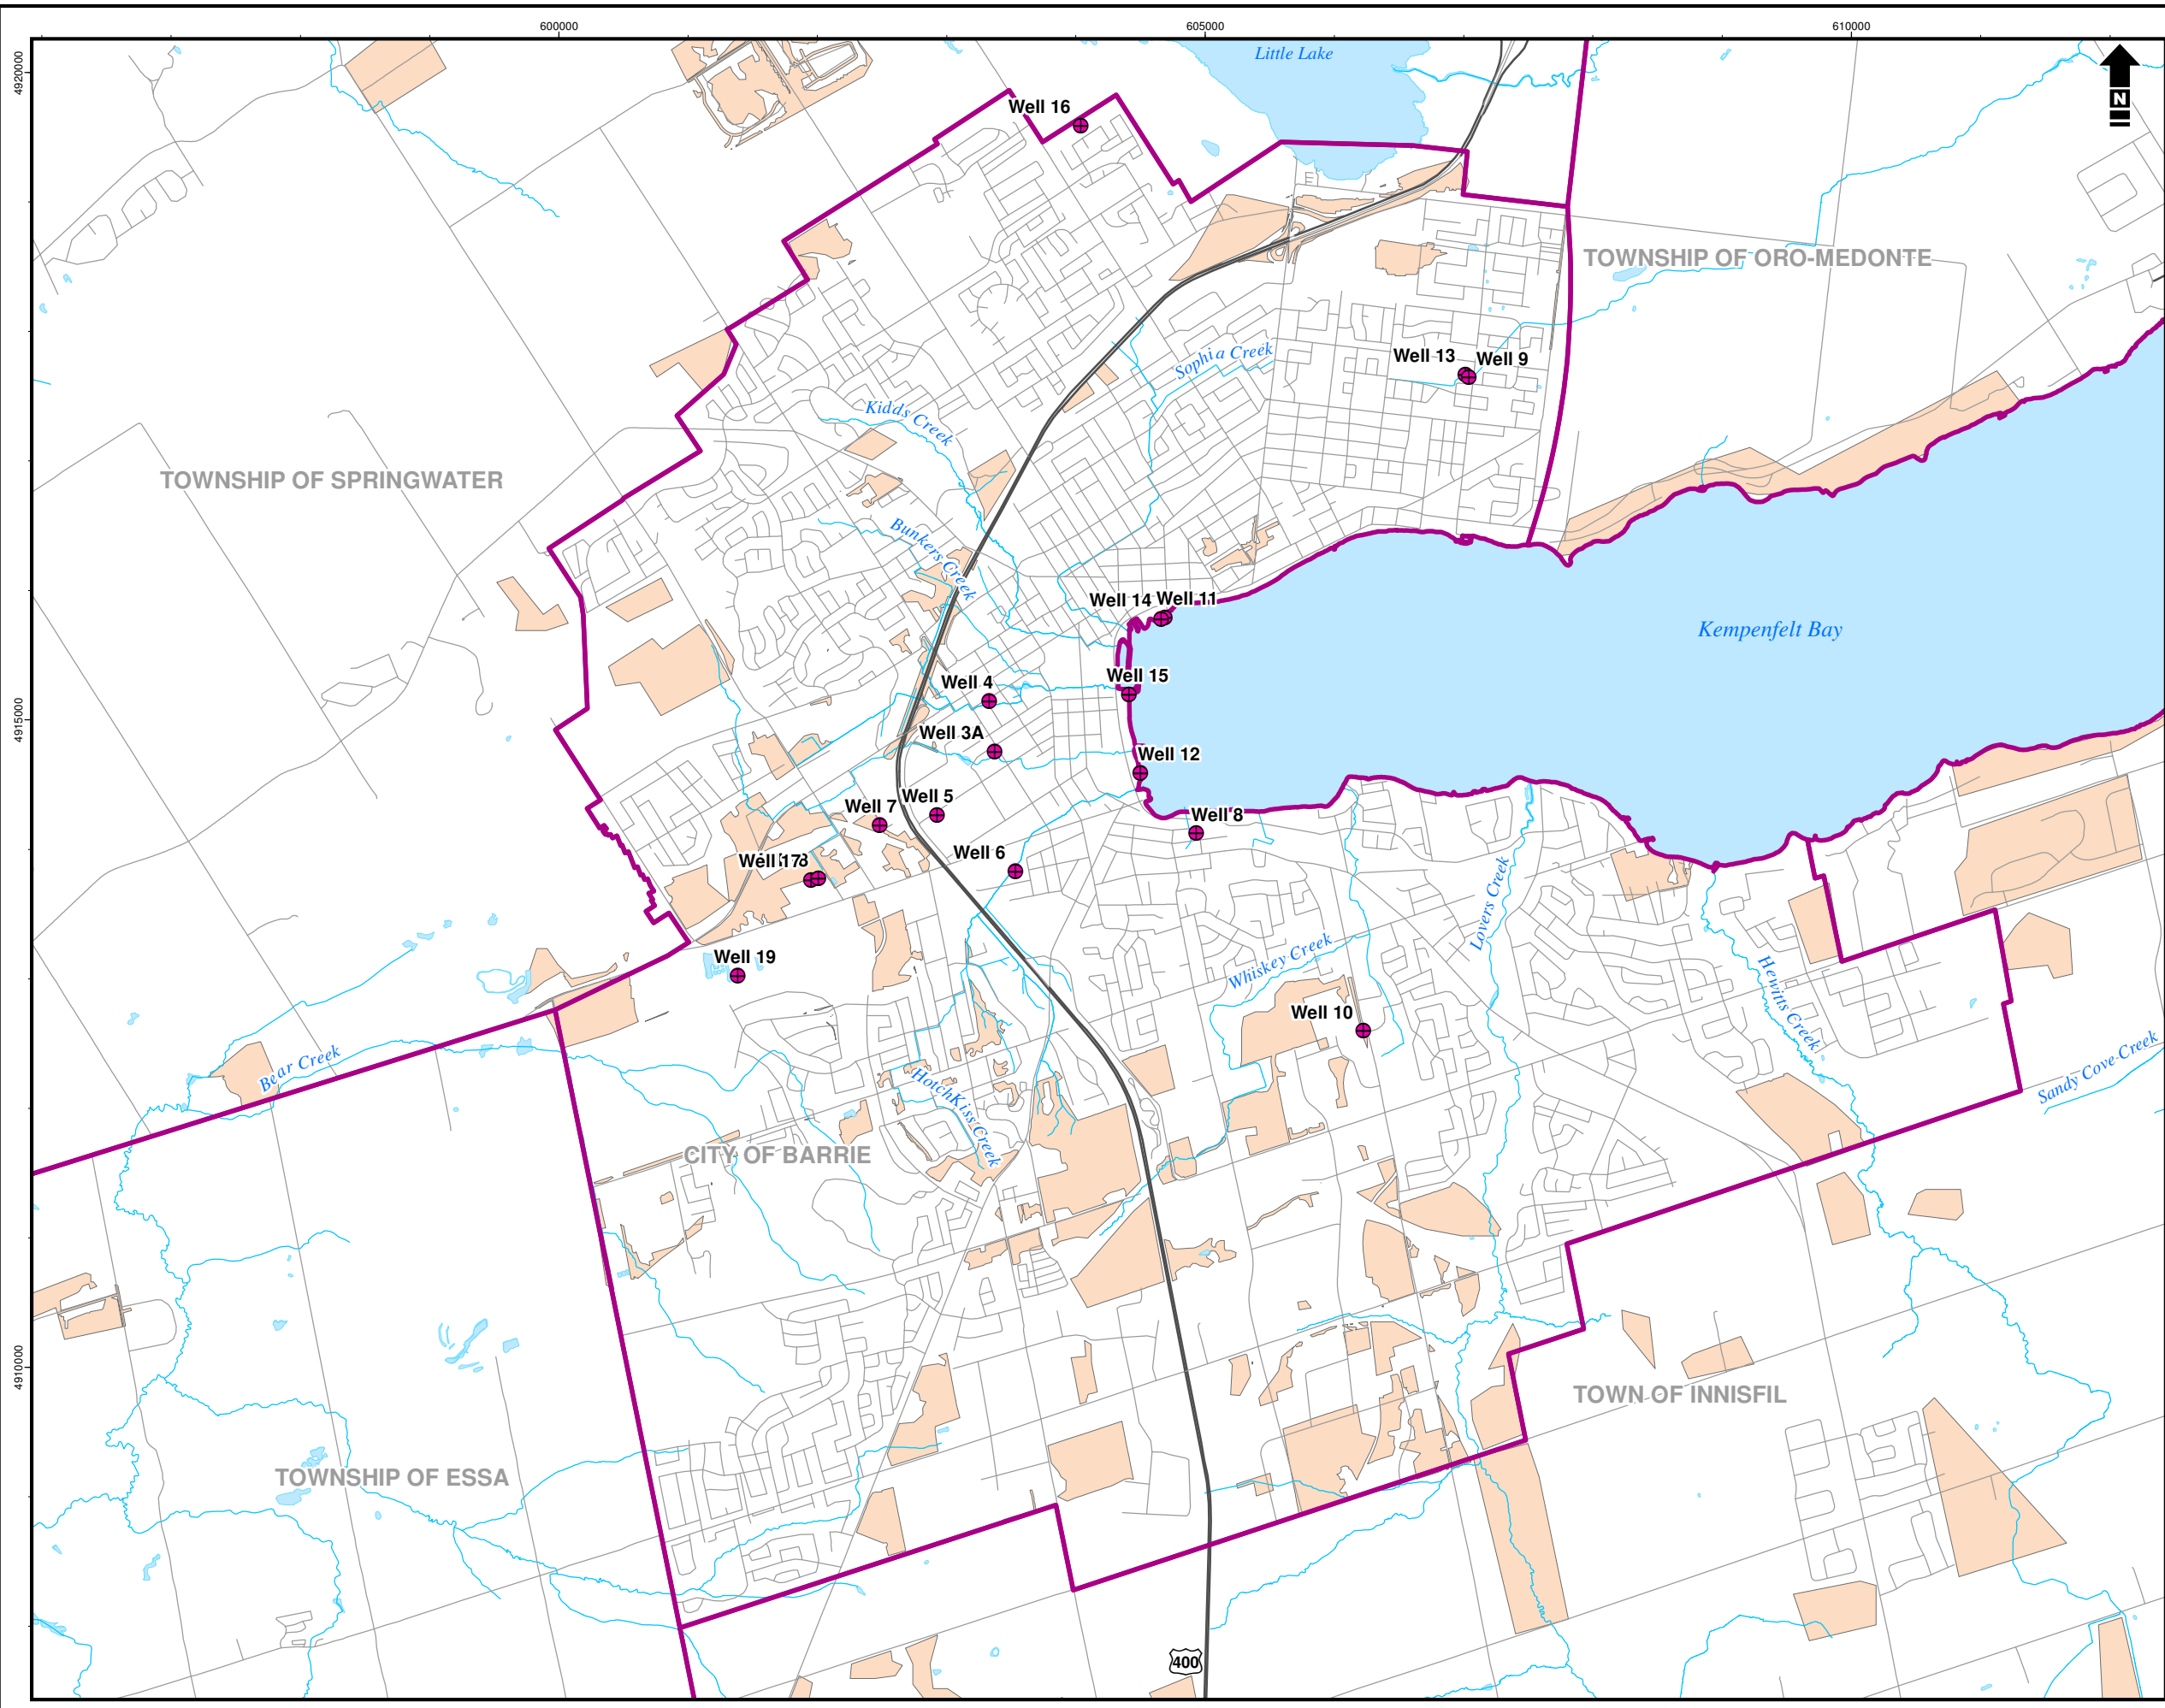 600000
605000
610000
4920000
Little Lake
N
Well 16
TOWNSHIP OF ORO-MEDONTE
Sophia Creek
Well 13
Well 9
Kidds Creek
TOWNSHIP OF SPRINGWATER
Bunkers Creek
Well 14
Well 11
Kempenfelt Bay
Well 4
Well 15
4915000
Well 3A
Well 12
Well 7
Well 5
Well 8
Well 6
Well 17
Lovers Creek
Well 19
Whiskey Creek
Hewitts Creek
Well 10
Bear Creek
HotchKiss Creek
Sandy Cove Creek
CITY OF BARRIE
4910000
TOWN OF INNISFIL
TOWNSHIP OF ESSA
400